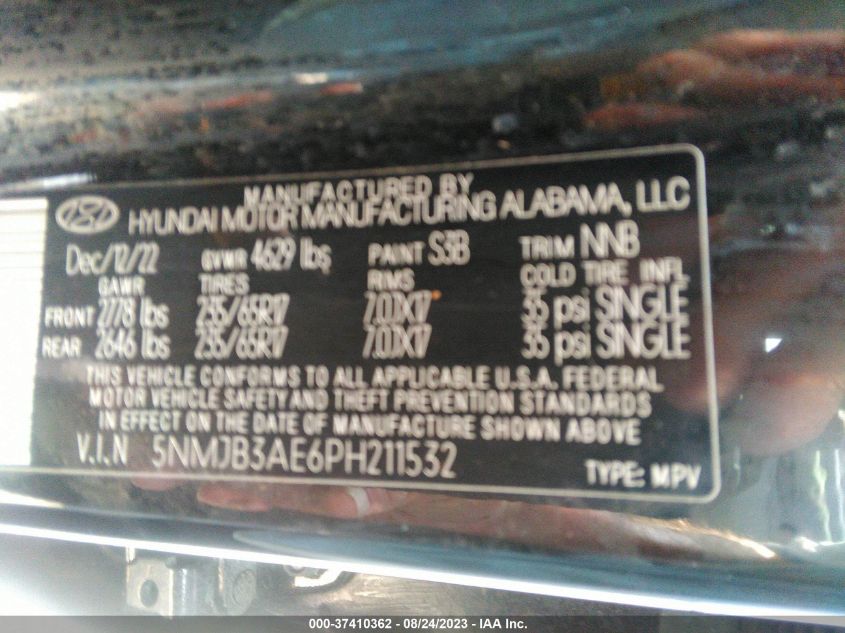 MANUFACTURED BY
HYUNDAI MOTOR MANUFACTURING ALABAMA, LLC
Dec/12/22 GVWR 4629 lbs PAINT S3B TRIM NNB
GAWR TIRES RIMS COLD TIRE INFL
FRONT 2778 lbs 235/65R17 7.00X17 35 psi SINGLE
REAR 2646 lbs 235/65R17 7.00X17 35 psi SINGLE
THIS VEHICLE CONFORMS TO ALL APPLICABLE U.S.A. FEDERAL
MOTOR VEHICLE SAFETY AND THEFT PREVENTION STANDARDS
IN EFFECT ON THE DATE OF MANUFACTURE SHOWN ABOVE
V.I.N 5NMJB3AE6PH211532
TYPE: MPV
000-37410362 - 08/24/2023 - IAA Inc.